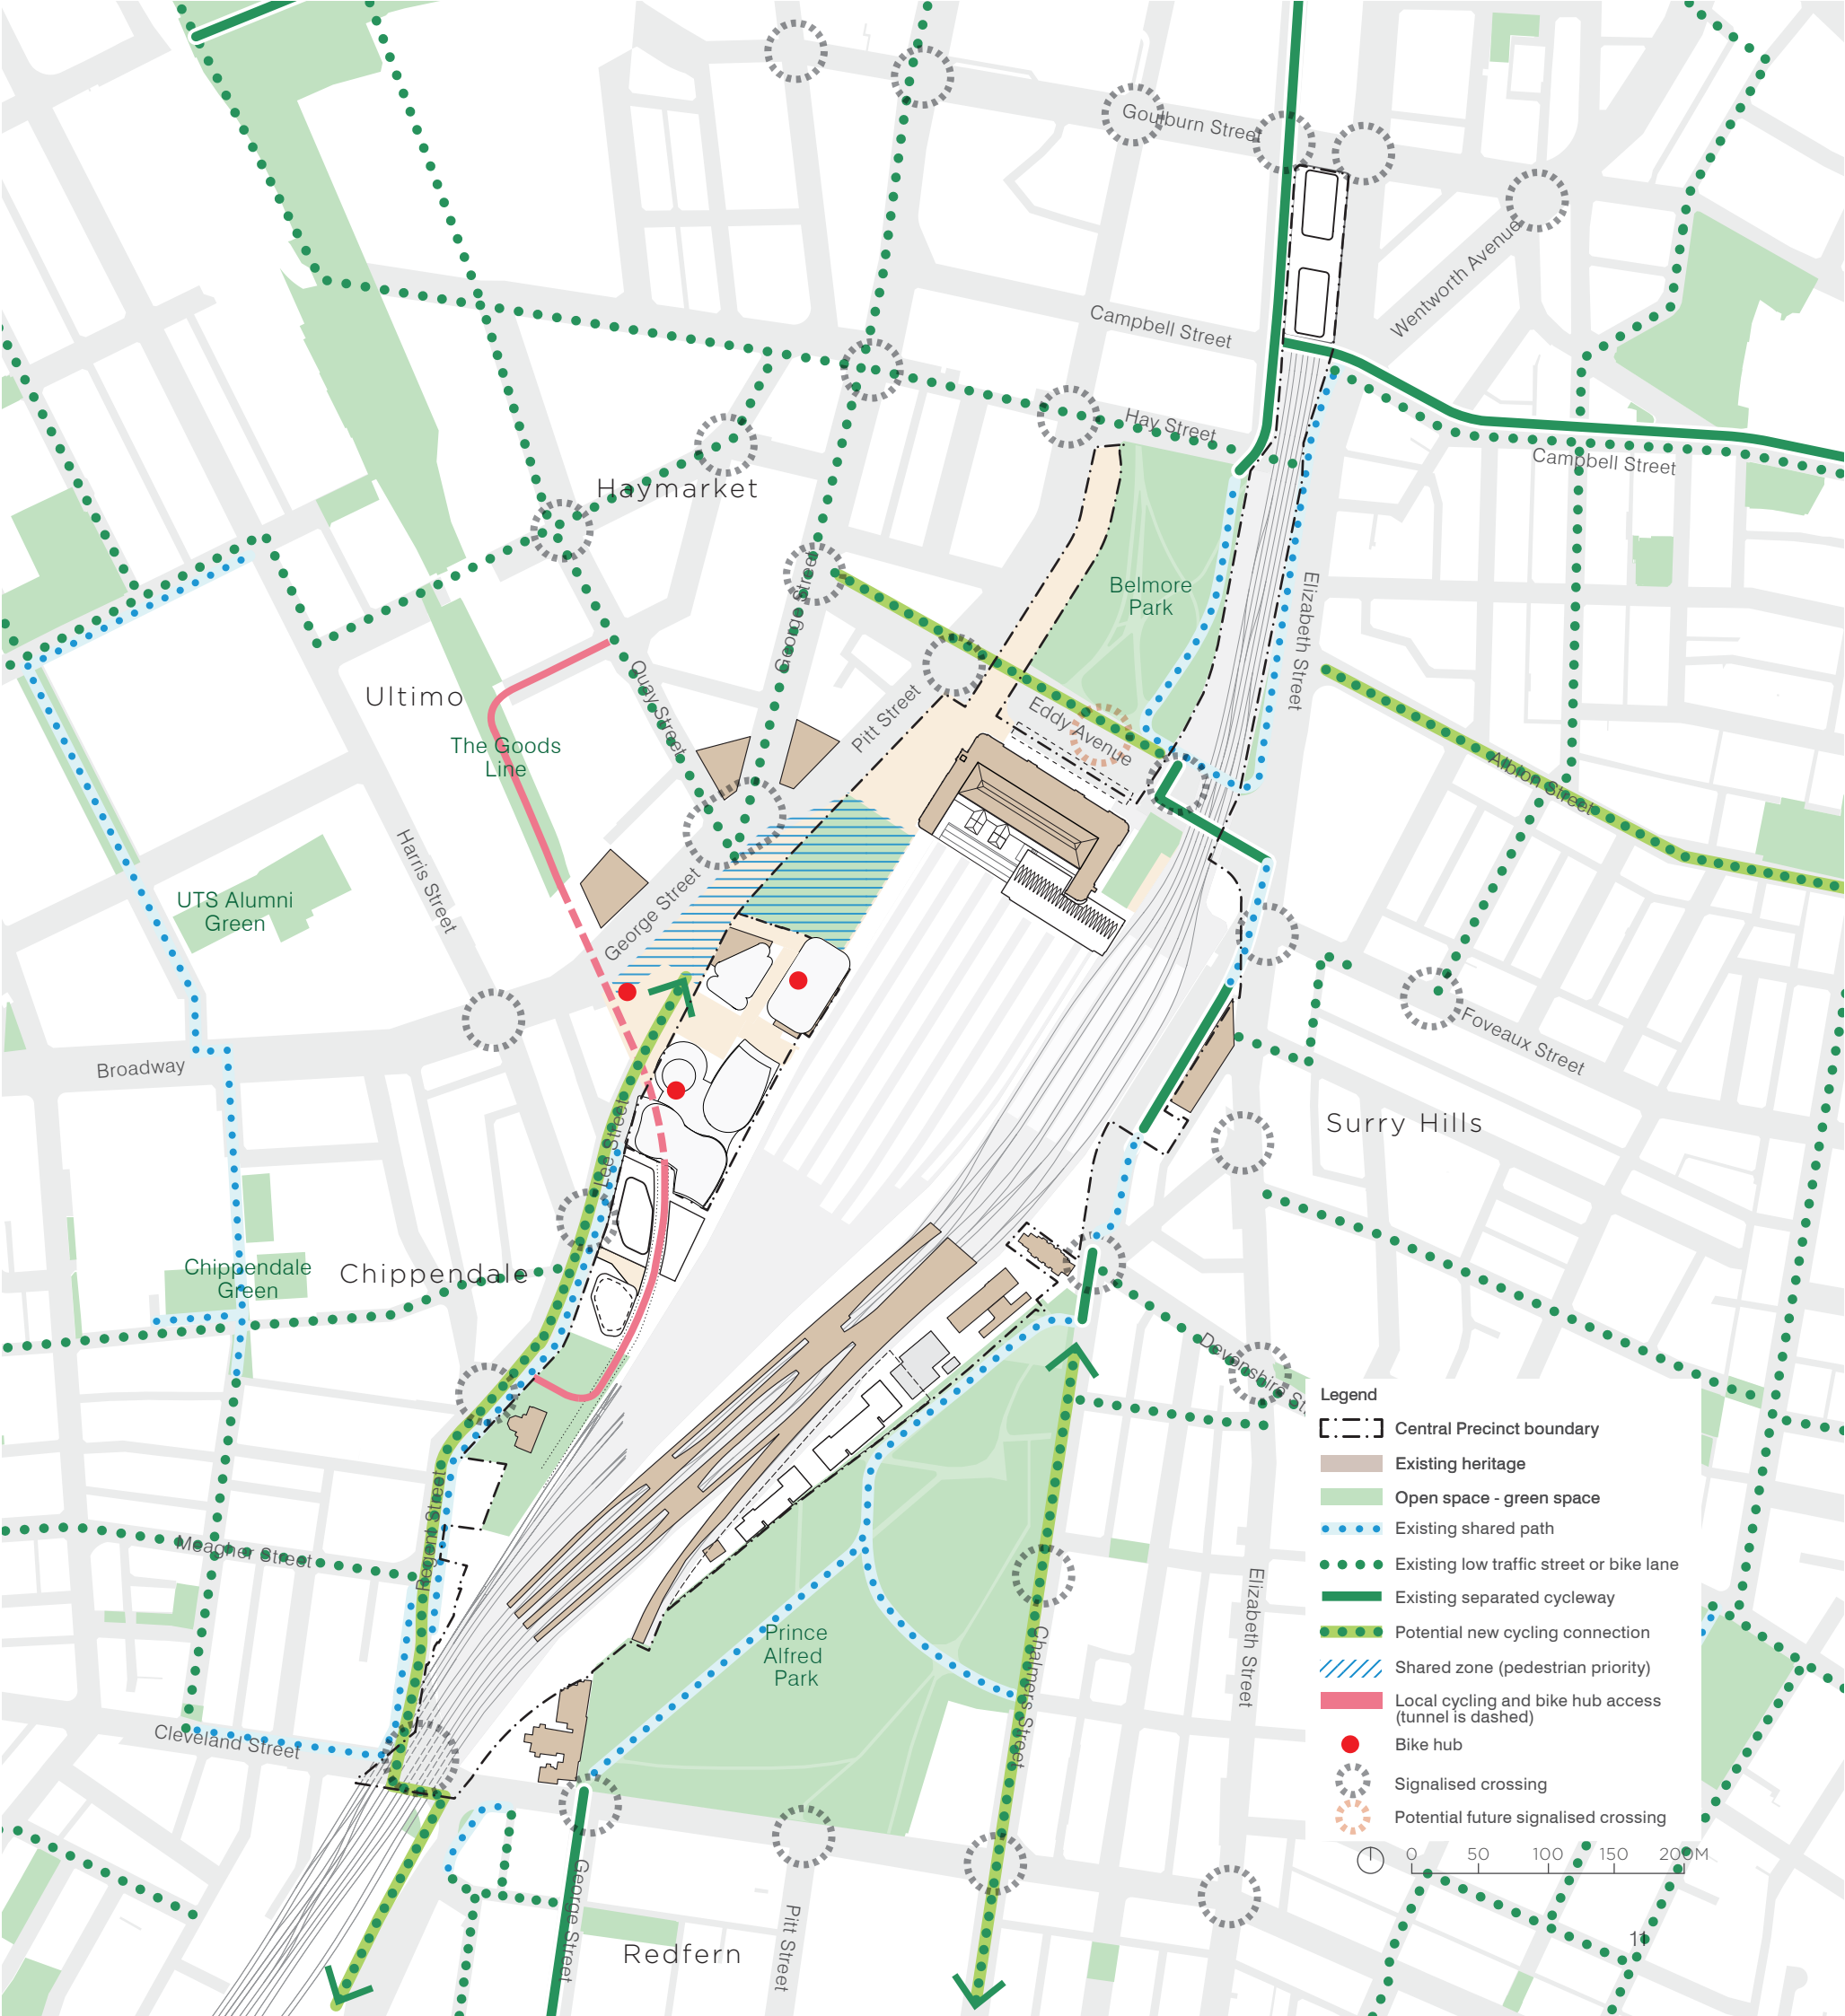 Goulburn Street
Wentworth Avenue
Campbell Street
Hay Street
Campbell Street
Haymarket
George Street
Belmore
Park
Elizabeth Street
Ultimo
Quay Street
Pitt Street
Eddy Avenue
The Goods
Line
Albion Street
Harris Street
UTS Alumni
Green
George Street
Foveaux Street
Broadway
Lee Street
Surry Hills
Chippendale
Green
Chippendale
Devonshire St
Regent Street
Meagher Street
Prince
Alfred
Park
Chalmers Street
Elizabeth Street
Cleveland Street
George Street
Pitt Street
Redfern
Legend
Central Precinct boundary
Existing heritage
Open space - green space
Existing shared path
Existing low traffic street or bike lane
Existing separated cycleway
Potential new cycling connection
Shared zone (pedestrian priority)
Local cycling and bike hub access
(tunnel is dashed)
Bike hub
Signalised crossing
Potential future signalised crossing
0 50 100 150 200M
11